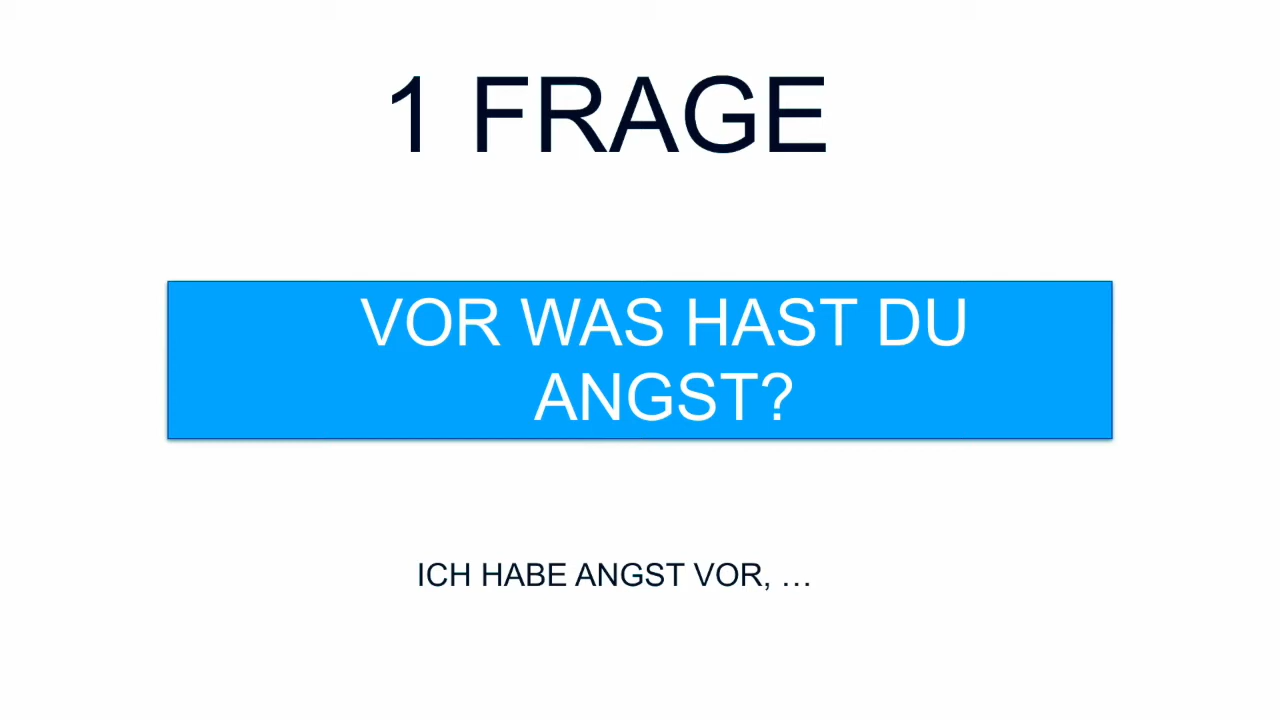 1 FRAGE
VOR WAS HAST DU
ANGST?
ICH HABE ANGST VOR, …